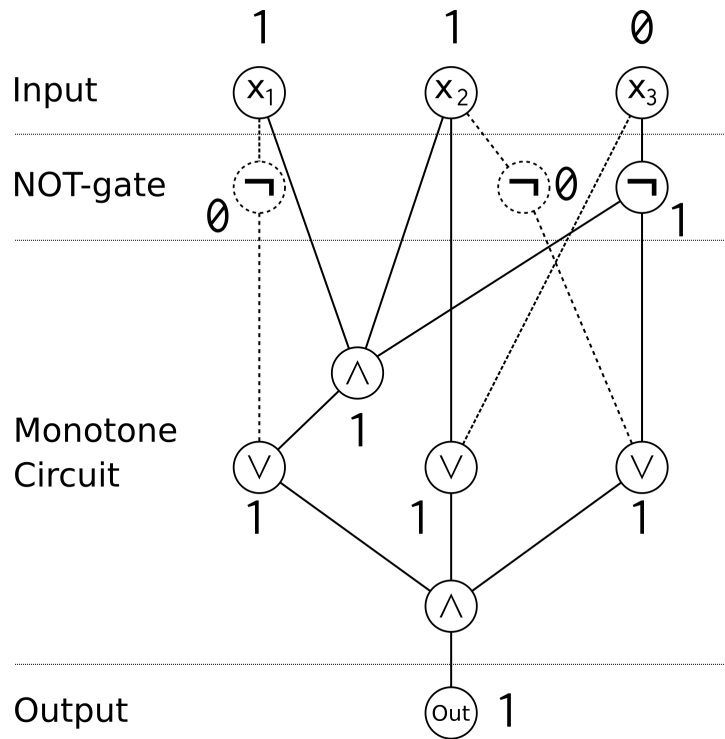 1 1 0
Input x1 x2 x3
NOT-gate ¬ ¬ 0 ¬
0 1
∧
1
Monotone
Circuit ∨ ∨ ∨
1 1 1
∧
Output Out 1